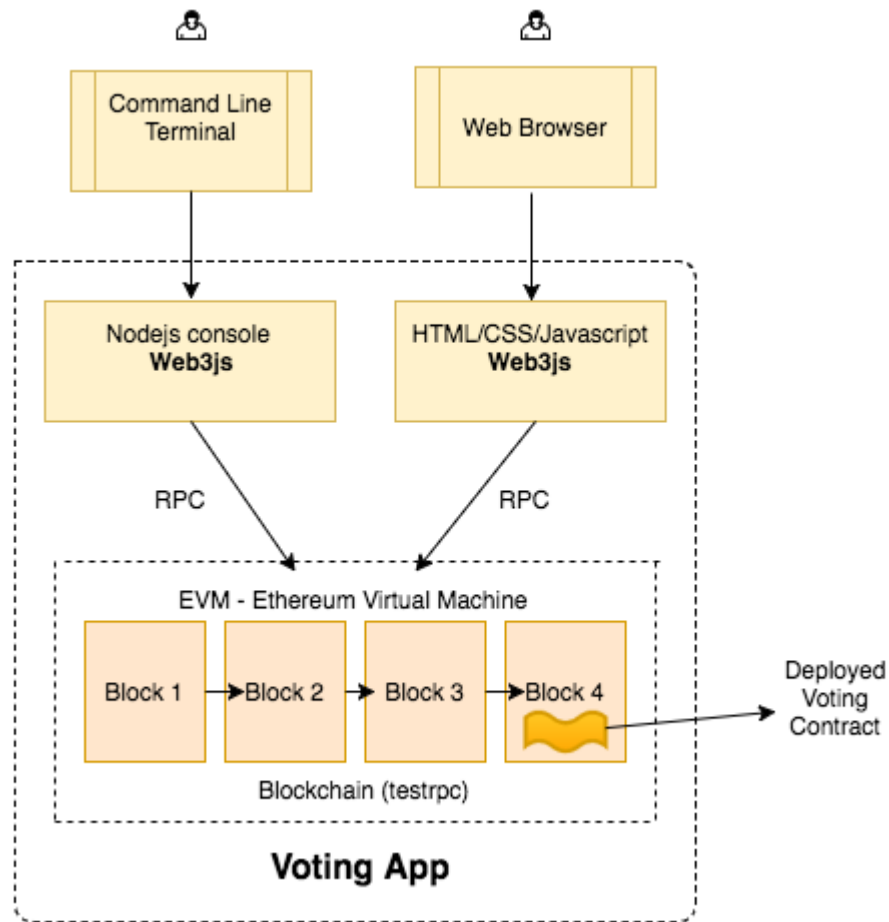 Command Line
Terminal
Web Browser
Nodejs console
Web3js
HTML/CSS/Javascript
Web3js
RPC
RPC
EVM - Ethereum Virtual Machine
Block 1
Block 2
Block 3
Block 4
Deployed
Voting
Contract
Blockchain (testrpc)
Voting App